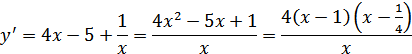 y′ = 4x − 5 + 1/x = (4x² − 5x + 1)/x = 4(x − 1)(x − 1/4)/x